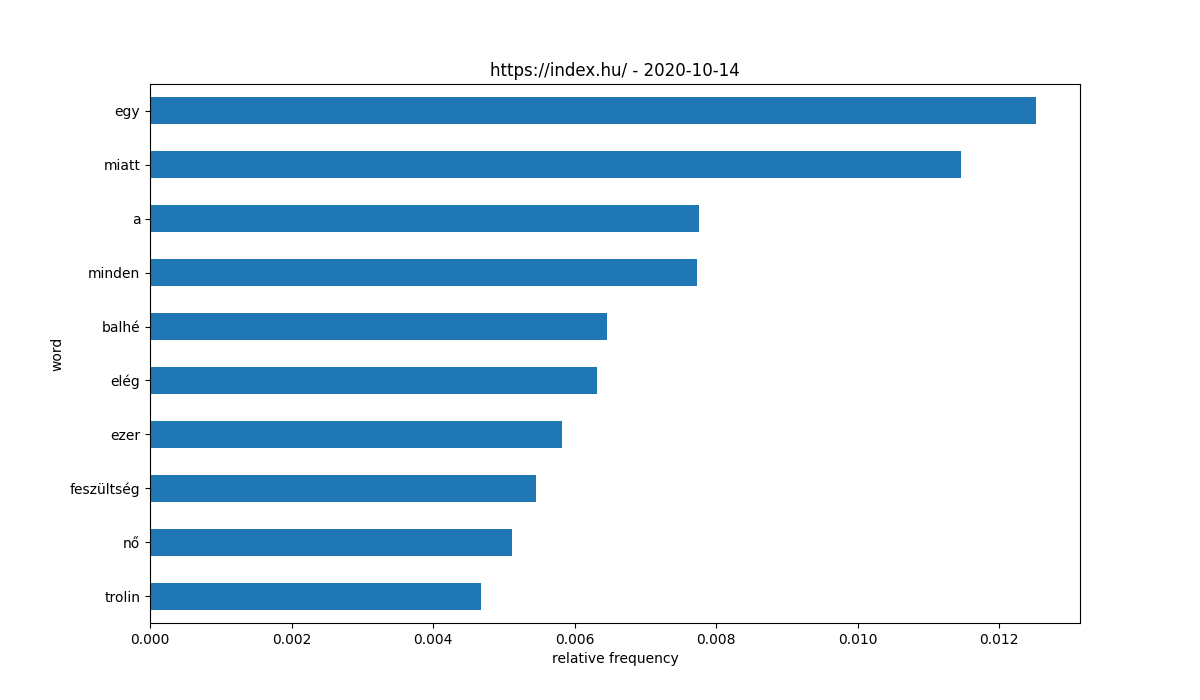 https://index.hu/ - 2020-10-14
egy
miatt
a
minden
balhé
elég
ezer
feszültség
nő
trolin
word
0.000 0.002 0.004 0.006 0.008 0.010 0.012
relative frequency